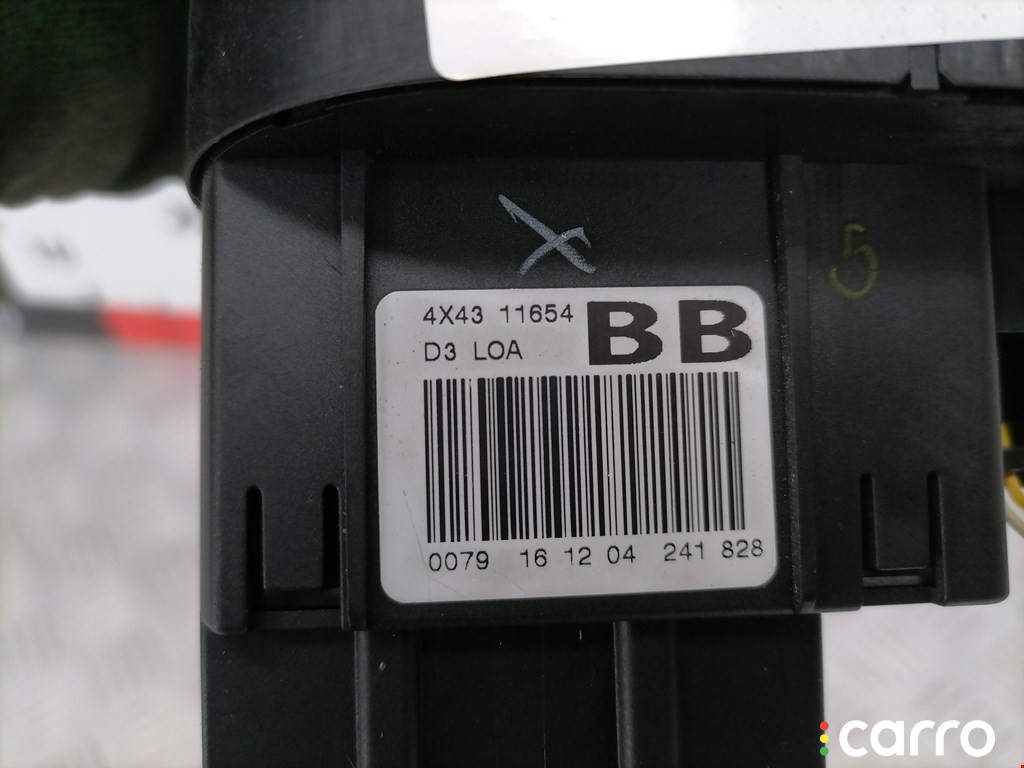 5
4X43 11654 BB
D3 LOA
0079 16 12 04 241 828
carro